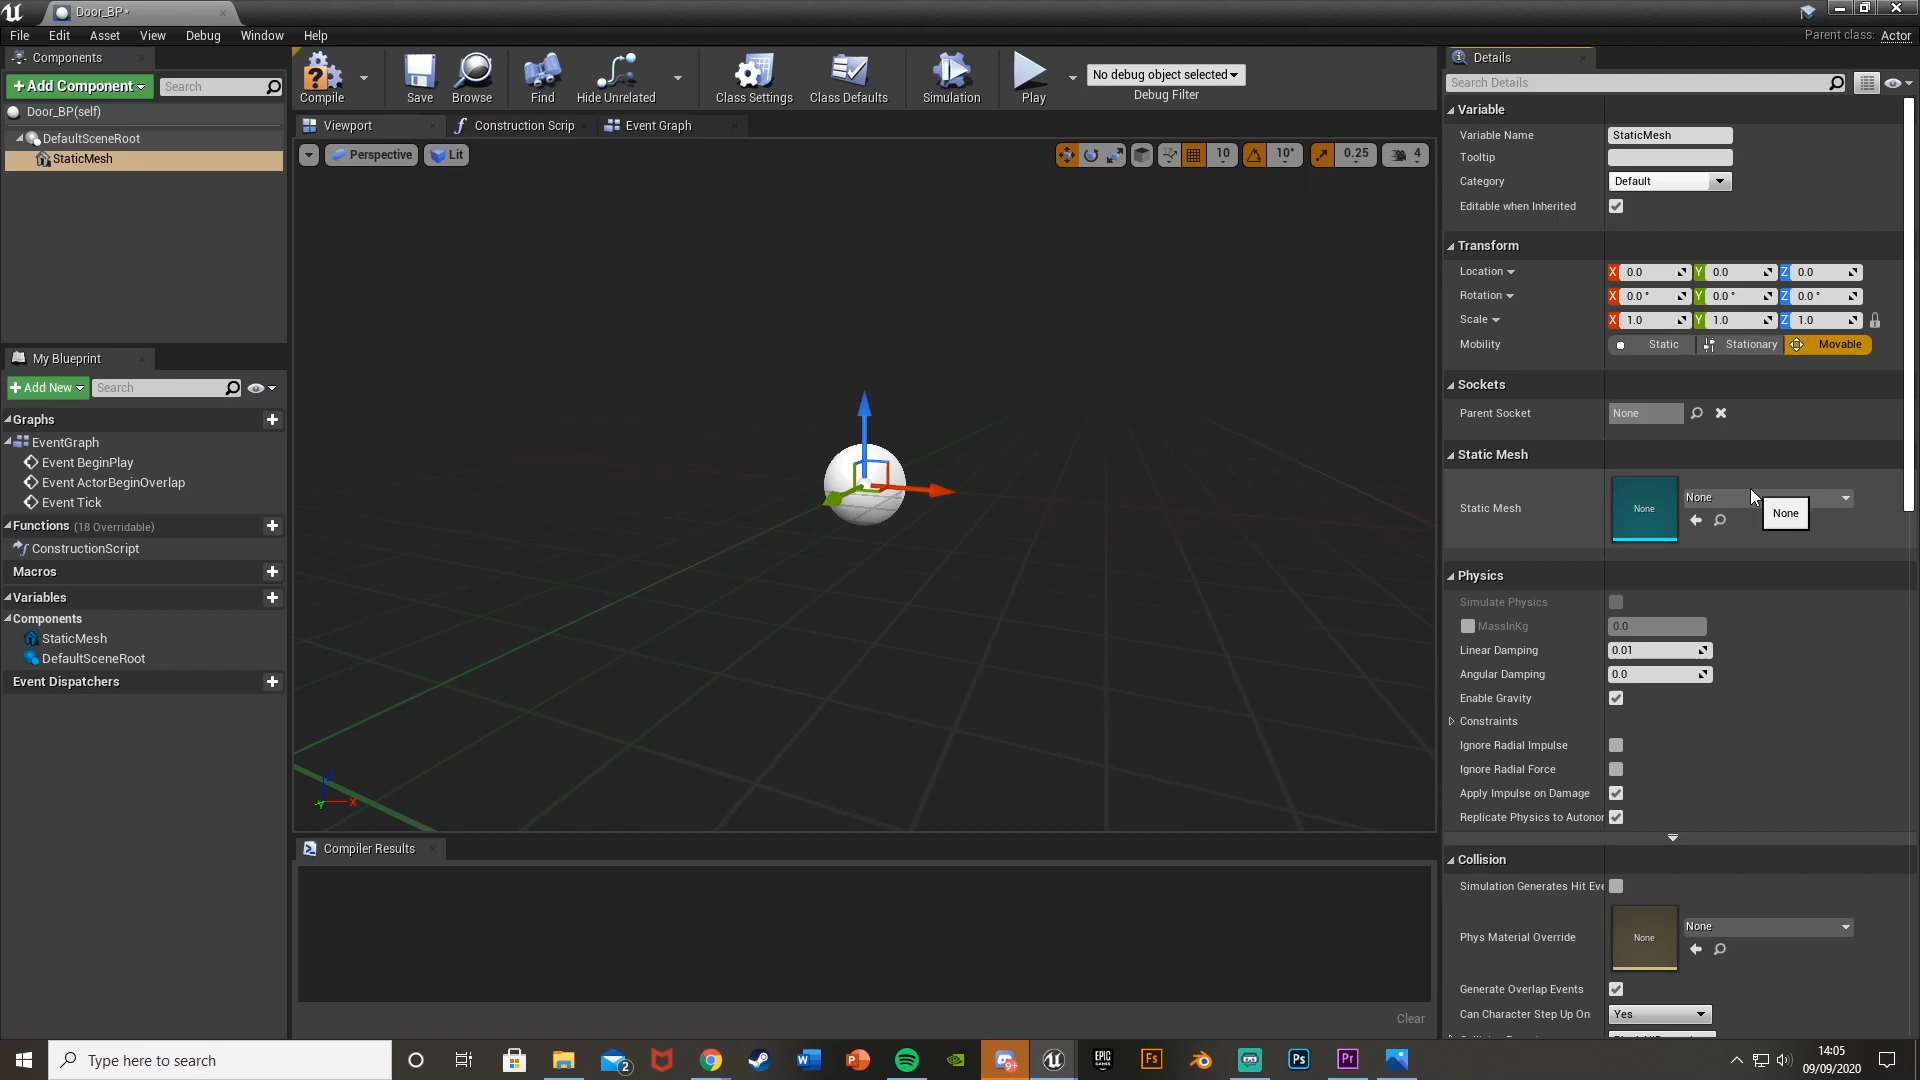 Door_BP*
File Edit Asset View Debug Window Help
Parent class: Actor
Components
+Add Component
Search
Door_BP(self)
DefaultSceneRoot
StaticMesh
My Blueprint
+Add New
Search
Graphs
EventGraph
Event BeginPlay
Event ActorBeginOverlap
Event Tick
Functions (18 Overridable)
ConstructionScript
Macros
Variables
Components
StaticMesh
DefaultSceneRoot
Event Dispatchers
Compile
Save
Browse
Find
Hide Unrelated
Class Settings
Class Defaults
Simulation
Play
No debug object selected
Debug Filter
Viewport
Construction Scrip
Event Graph
Perspective
Lit
10
10°
0.25
4
X
Compiler Results
Clear
Details
Search Details
Variable
Variable Name StaticMesh
Tooltip
Category Default
Editable when Inherited
Transform
Location X 0.0 Y 0.0 Z 0.0
Rotation X 0.0 ° Y 0.0 ° Z 0.0 °
Scale X 1.0 Y 1.0 Z 1.0
Mobility Static Stationary Movable
Sockets
Parent Socket None
Static Mesh
Static Mesh None None
None
Physics
Simulate Physics
MassInKg 0.0
Linear Damping 0.01
Angular Damping 0.0
Enable Gravity
Constraints
Ignore Radial Impulse
Ignore Radial Force
Apply Impulse on Damage
Replicate Physics to Autonor
Collision
Simulation Generates Hit Eve
Phys Material Override None None
Generate Overlap Events
Can Character Step Up On Yes
Type here to search
2
W
P
9+
EPIC GAMES
Fs
Ps
Pr
14:05
09/09/2020